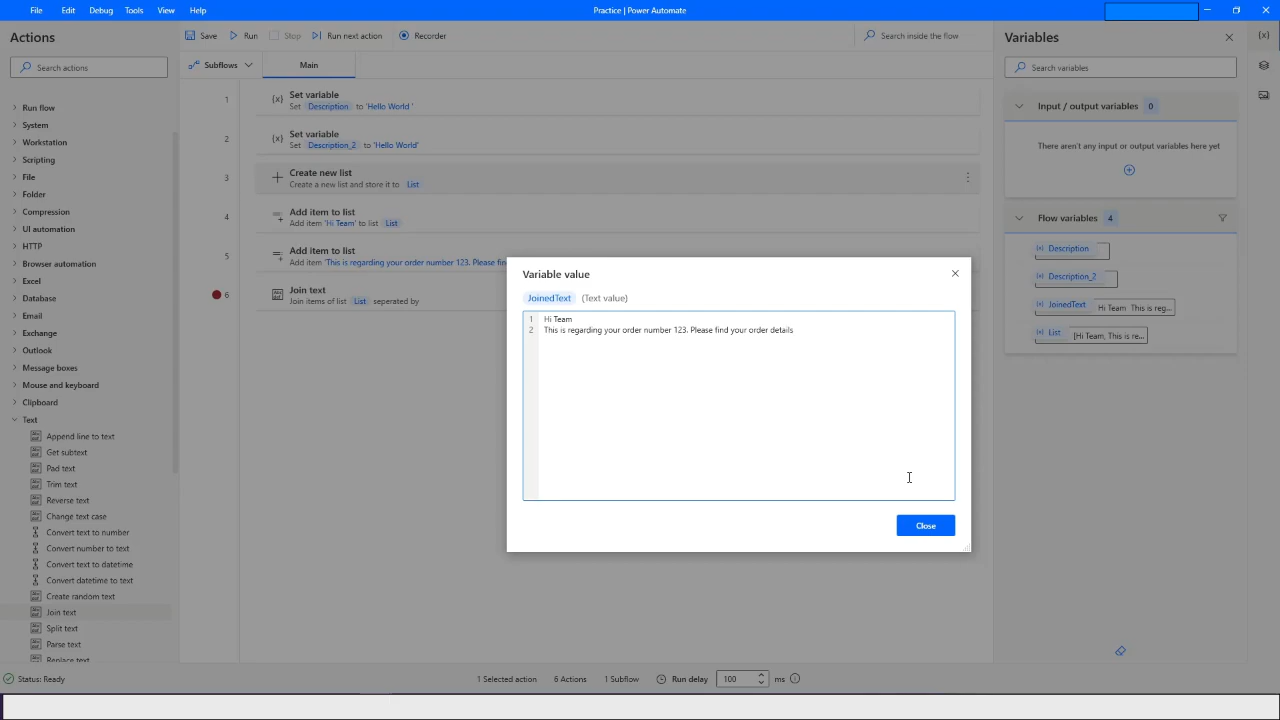 File Edit Debug Tools View Help
Practice | Power Automate
Actions
Search actions
Run flow
System
Workstation
Scripting
File
Folder
Compression
UI automation
HTTP
Browser automation
Excel
Database
Email
Exchange
Outlook
Message boxes
Mouse and keyboard
Clipboard
Text
Append line to text
Get subtext
Pad text
Trim text
Reverse text
Change text case
Convert text to number
Convert number to text
Convert text to datetime
Convert datetime to text
Create random text
Join text
Split text
Parse text
Replace text
Save Run Stop Run next action Recorder
Search inside the flow
Subflows Main
1 Set variable
Set Description to 'Hello World '
2 Set variable
Set Description_2 to 'Hello World'
3 Create new list
Create a new list and store it to List
4 Add item to list
Add item 'Hi Team' to list List
5 Add item to list
Add item 'This is regarding your order number 123. Please fin
6 Join text
Join items of list List seperated by
Variable value
JoinedText (Text value)
1 Hi Team
2 This is regarding your order number 123. Please find your order details
Close
Variables
Search variables
Input / output variables 0
There aren't any input or output variables here yet
Flow variables 4
(x) Description
(x) Description_2
(x) JoinedText Hi Team This is reg...
(x) List [Hi Team, This is re...
Status: Ready
1 Selected action 6 Actions 1 Subflow Run delay 100 ms